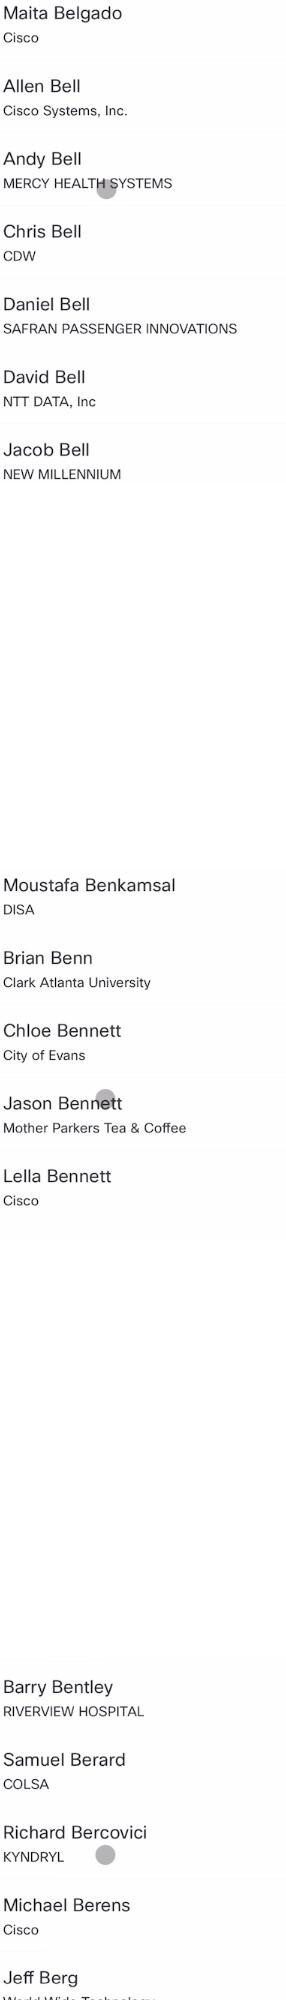 Maita Belgado
Cisco
Allen Bell
Cisco Systems, Inc.
Andy Bell
MERCY HEALTH SYSTEMS
Chris Bell
CDW
Daniel Bell
SAFRAN PASSENGER INNOVATIONS
David Bell
NTT DATA, Inc
Jacob Bell
NEW MILLENNIUM
Moustafa Benkamsal
DISA
Brian Benn
Clark Atlanta University
Chloe Bennett
City of Evans
Jason Bennett
Mother Parkers Tea & Coffee
Lella Bennett
Cisco
Barry Bentley
RIVERVIEW HOSPITAL
Samuel Berard
COLSA
Richard Bercovici
KYNDRYL
Michael Berens
Cisco
Jeff Berg
World Wide Technology